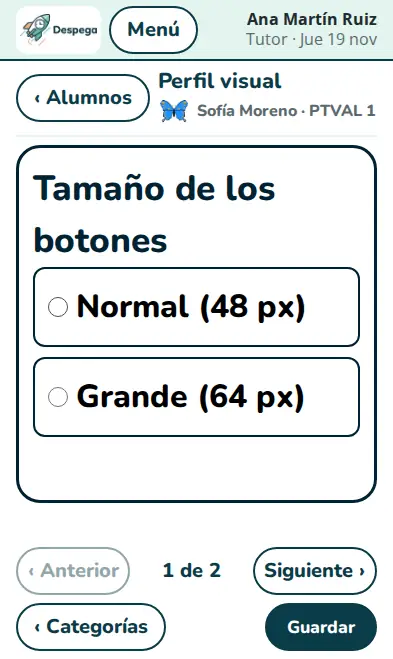 Despega
Menú
Ana Martín Ruiz
Tutor · Jue 19 nov
‹ Alumnos
Perfil visual
Sofía Moreno · PTVAL 1
Tamaño de los
botones
Normal (48 px)
Grande (64 px)
‹ Anterior
1 de 2
Siguiente ›
‹ Categorías
Guardar